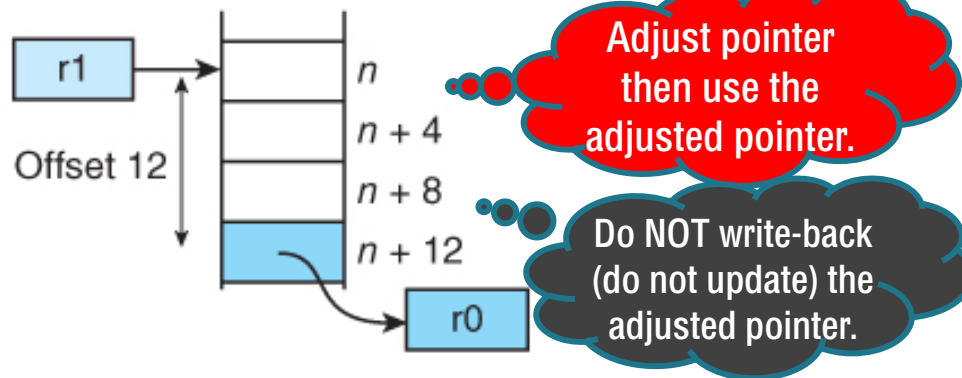 r1
n
n + 4
Offset 12
n + 8
n + 12
r0
Adjust pointer
then use the
adjusted pointer.
Do NOT write-back
(do not update) the
adjusted pointer.